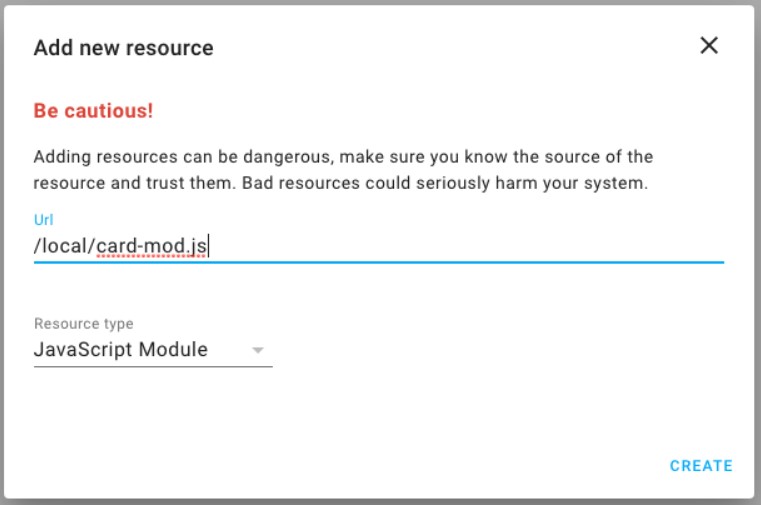 Add new resource
Be cautious!
Adding resources can be dangerous, make sure you know the source of the
resource and trust them. Bad resources could seriously harm your system.
Url
/local/card-mod.js
Resource type
JavaScript Module
CREATE